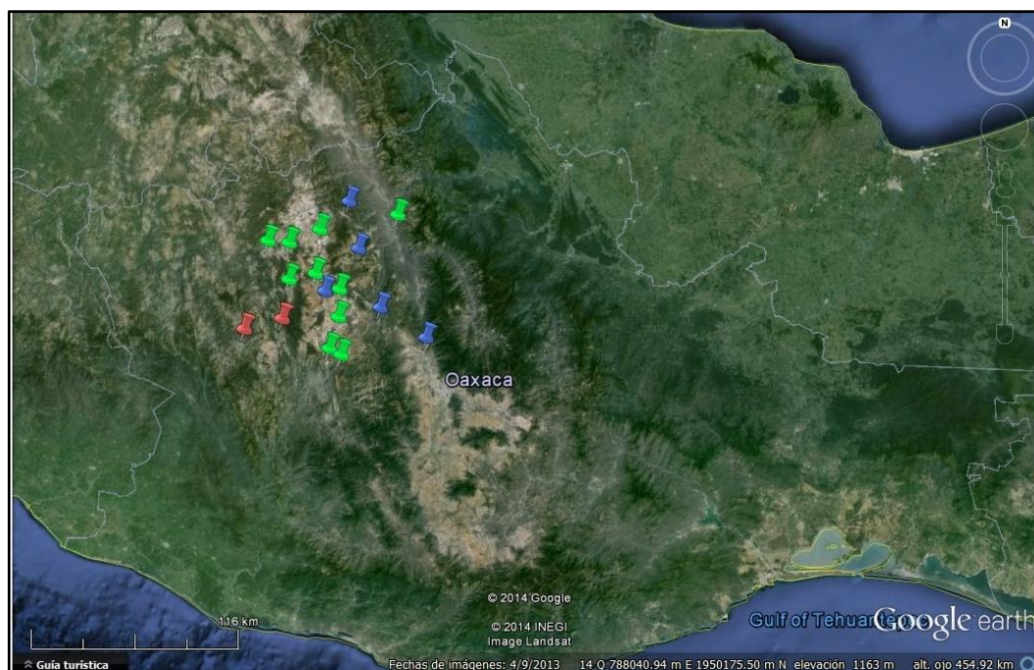 N
Oaxaca
© 2014 Google
© 2014 INEGI
Image Landsat
Gulf of Tehuantepec
Google earth
116 km
Guía turística
Fechas de imágenes: 4/9/2013 14 Q 788040.94 m E 1950175.50 m N elevación 1163 m alt. ojo 454.92 km